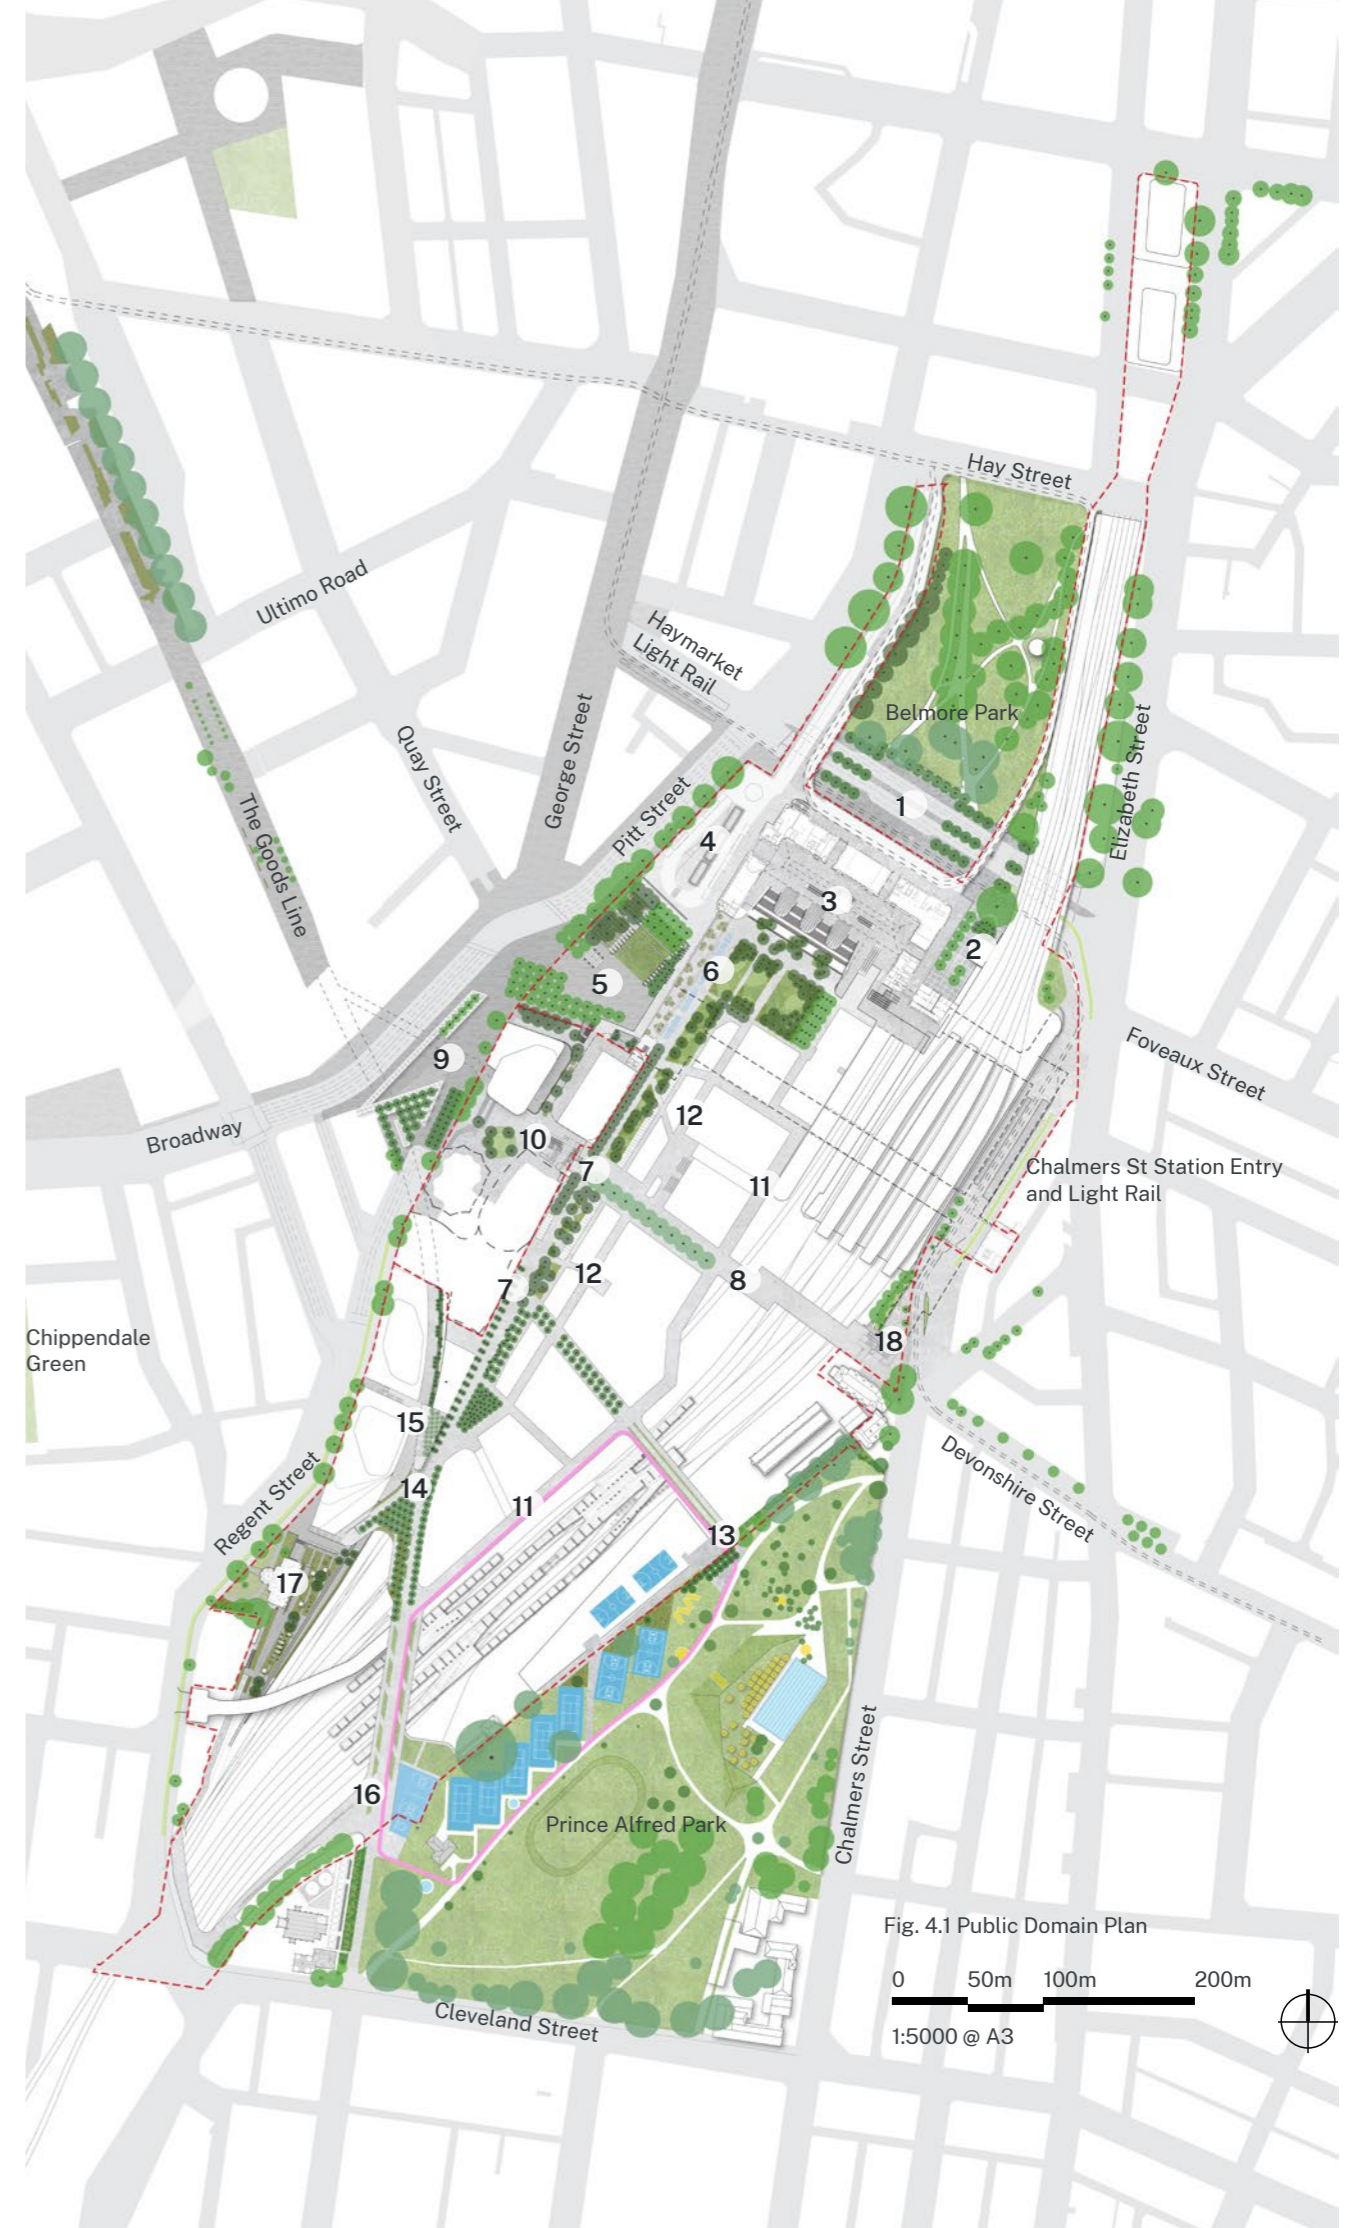 Hay Street
Ultimo Road
Haymarket
Light Rail
Belmore Park
Quay Street
George Street
Pitt Street
Elizabeth Street
The Goods Line
1
4
3
2
5
6
9
Foveaux Street
Broadway
12
10
7
11
Chalmers St Station Entry
and Light Rail
12
8
7
18
Chippendale
Green
15
14
11
13
Devonshire Street
Regent Street
17
16
Prince Alfred Park
Chalmers Street
Cleveland Street
Fig. 4.1 Public Domain Plan
0 50m 100m 200m
1:5000 @ A3